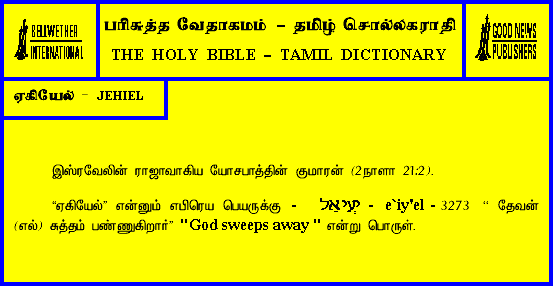 BELLWETHER
INTERNATIONAL
பரிசுத்த வேதாகமம் - தமிழ் சொல்லகராதி
THE HOLY BIBLE - TAMIL DICTIONARY
GOOD NEWS
PUBLISHERS
ஏகியேல் - JEHIEL
இஸ்ரவேலின் ராஜாவாகிய யோசபாத்தின் குமாரன் (2நாளா 21:2).
“ஏகியேல்” என்னும் எபிரெய பெயருக்கு - יְעִיאֵל - e`iy'el - 3273 “ தேவன்
(எல்) சுத்தம் பண்ணுகிறார்” "God sweeps away " என்று பொருள்.